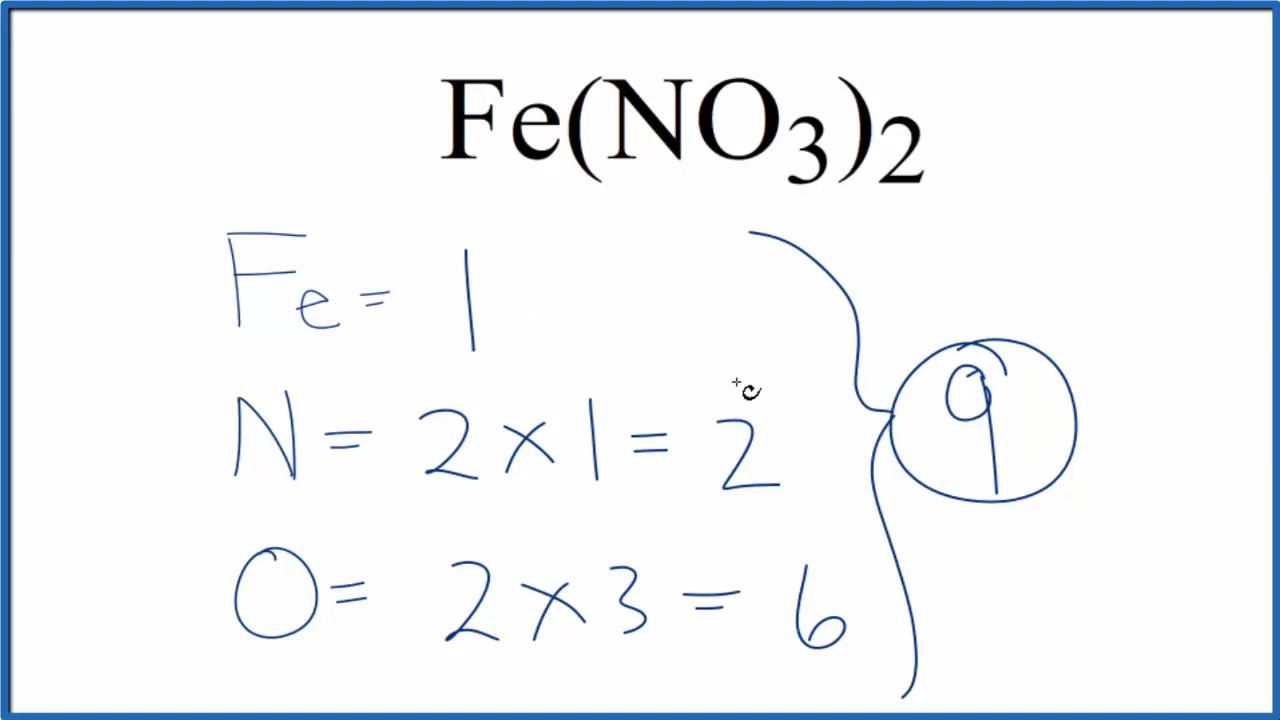 Fe(NO₃)₂
Fe = 1
N = 2 x 1 = 2
9
O = 2 x 3 = 6